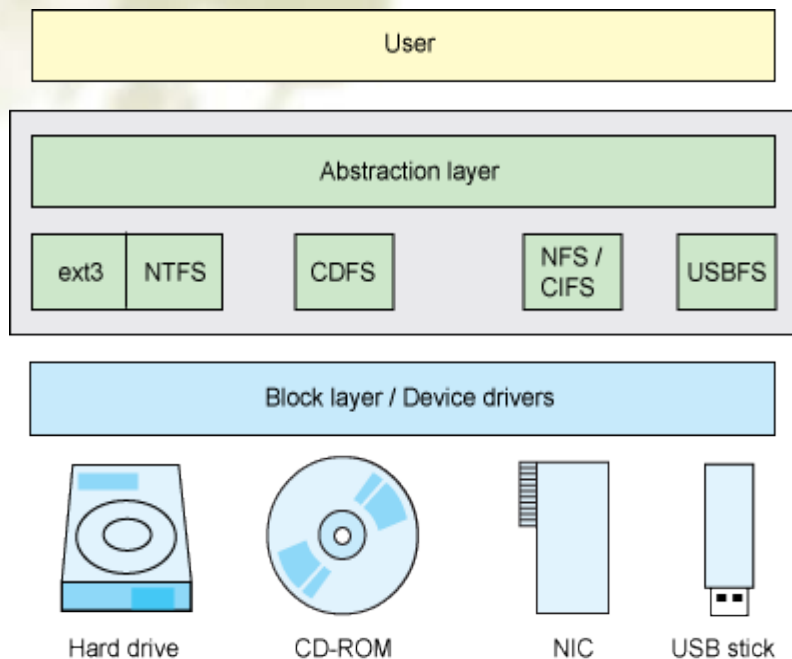 User
Abstraction layer
ext3 NTFS CDFS NFS / CIFS USBFS
Block layer / Device drivers
Hard drive CD-ROM NIC USB stick